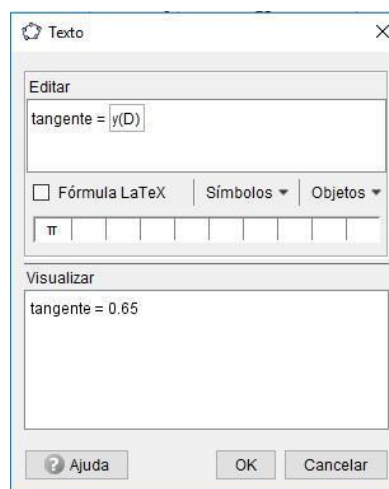 Texto
Editar
tangente = y(D)
Fórmula LaTeX Símbolos Objetos
π
Visualizar
tangente = 0.65
? Ajuda OK Cancelar